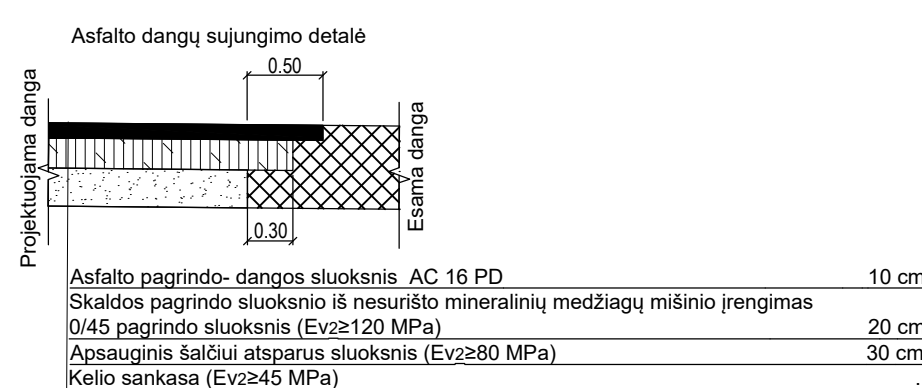 Asfalto dangų sujungimo detalė
0.50
Projektuojama danga
Esama danga
0.30
Asfalto pagrindo- dangos sluoksnis AC 16 PD 10 cm
Skaldos pagrindo sluoksnio iš nesurišto mineralinių medžiagų mišinio įrengimas
0/45 pagrindo sluoksnis (Ev2≥120 MPa) 20 cm
Apsauginis šalčiui atsparus sluoksnis (Ev2≥80 MPa) 30 cm
Kelio sankasa (Ev2≥45 MPa)